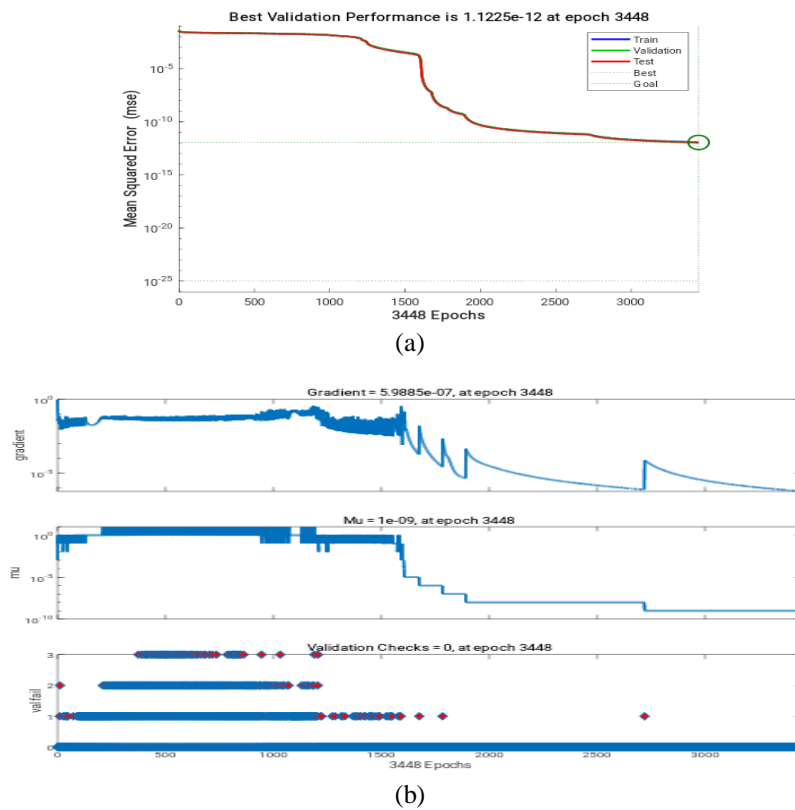 Best Validation Performance is 1.1225e-12 at epoch 3448
Mean Squared Error (mse)
10^-5
10^-10
10^-15
10^-20
10^-25
Train
Validation
Test
Best
Goal
0 500 1000 1500 2000 2500 3000
3448 Epochs
(a)
Gradient = 5.9885e-07, at epoch 3448
gradient
10^0
10^-5
Mu = 1e-09, at epoch 3448
mu
10^0
10^-5
10^-10
Validation Checks = 0, at epoch 3448
val fail
3
2
1
0
0 500 1000 1500 2000 2500 3000
3448 Epochs
(b)